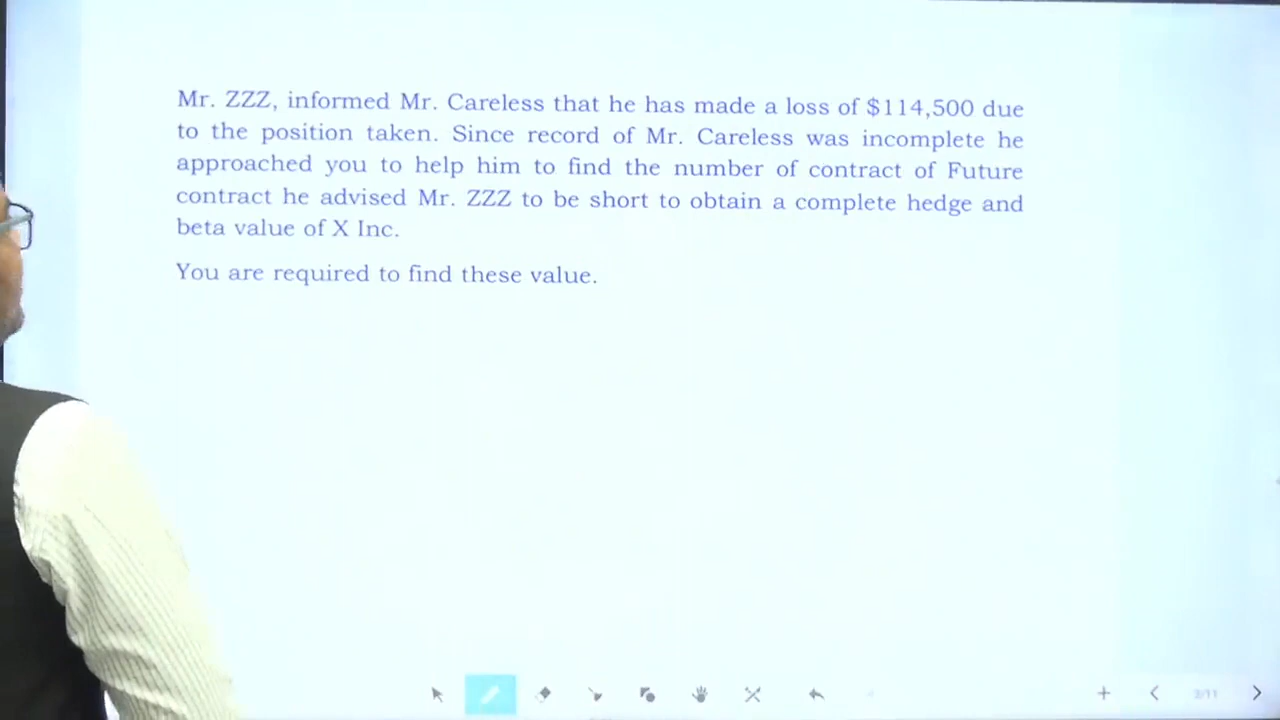 Mr. ZZZ, informed Mr. Careless that he has made a loss of $114,500 due
to the position taken. Since record of Mr. Careless was incomplete he
approached you to help him to find the number of contract of Future
contract he advised Mr. ZZZ to be short to obtain a complete hedge and
beta value of X Inc.
You are required to find these value.